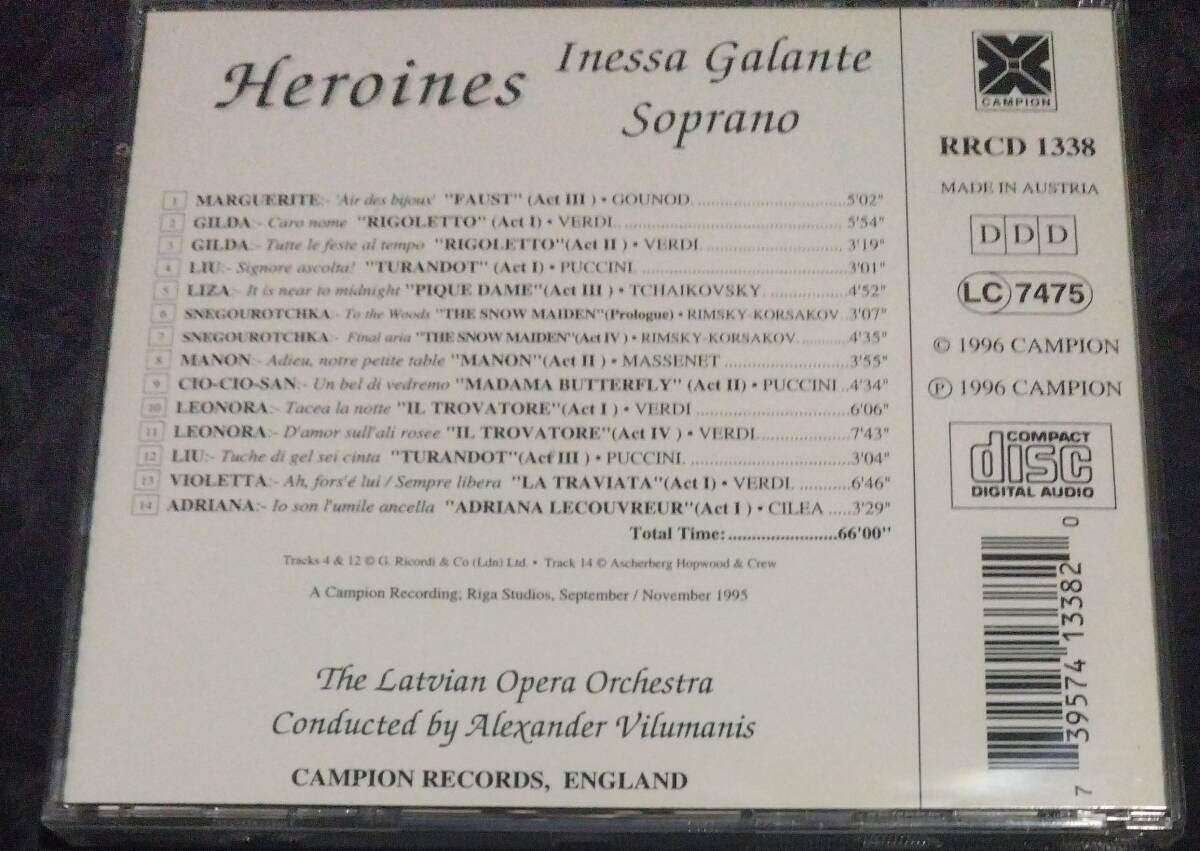 Heroines
Inessa Galante
Soprano
1 MARGUERITE:- 'Air des bijoux' "FAUST" (Act III ) • GOUNOD. ..........................5'02"
2 GILDA:- Caro nome "RIGOLETTO" (Act I) • VERDI. ..........................5'54"
3 GILDA:- Tutte le feste al tempo "RIGOLETTO"(Act II ) • VERDI. ..........................3'19"
4 LIU:- Signore ascolta! "TURANDOT" (Act I) • PUCCINI. ..........................3'01"
5 LIZA:- It is near to midnight "PIQUE DAME"(Act III ) • TCHAIKOVSKY. ................4'52"
6 SNEGOUROTCHKA:- To the Woods "THE SNOW MAIDEN"(Prologue) • RIMSKY-KORSAKOV ..3'07"
7 SNEGOUROTCHKA:- Final aria "THE SNOW MAIDEN"(Act IV ) • RIMSKY-KORSAKOV. ..........4'35"
8 MANON:- Adieu, notre petite table "MANON"(Act II ) • MASSENET ......................3'55"
9 CIO-CIO-SAN:- Un bel di vedremo "MADAMA BUTTERFLY" (Act II) • PUCCINI ..4'34"
10 LEONORA:- Tacea la notte "IL TROVATORE"(Act I ) • VERDI ..........................6'06"
11 LEONORA:- D'amor sull'ali rosee "IL TROVATORE"(Act IV ) • VERDI. ...............7'43"
12 LIU:- Tuche di gel sei cinta "TURANDOT"(Act III ) • PUCCINI. ..........................3'04"
13 VIOLETTA:- Ah, fors'é lui / Sempre libera "LA TRAVIATA"(Act I) • VERDI. ..........6'46"
14 ADRIANA:- Io son l'umile ancella "ADRIANA LECOUVREUR"(Act I ) • CILEA .....3'29"
Total Time:.......................66'00"
Tracks 4 & 12 © G. Ricordi & Co (Ldn) Ltd. • Track 14 © Ascherberg Hopwood & Crew
A Campion Recording; Riga Studios, September / November 1995
The Latvian Opera Orchestra
Conducted by Alexander Vilumanis
CAMPION RECORDS, ENGLAND
CAMPION
RRCD 1338
MADE IN AUSTRIA
DDD
LC 7475
© 1996 CAMPION
℗ 1996 CAMPION
COMPACT
disc
DIGITAL AUDIO
7 39574 13382 0